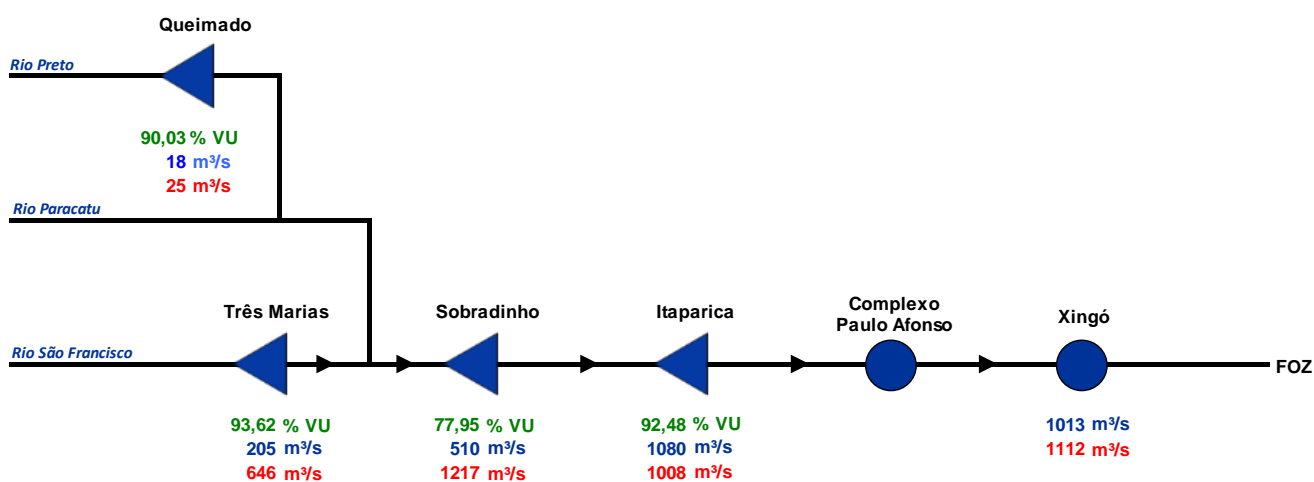 Queimado
Rio Preto
90,03 % VU
18 m³/s
25 m³/s
Rio Paracatu
Três Marias
Sobradinho
Itaparica
Complexo
Paulo Afonso
Xingó
Rio São Francisco
FOZ
93,62 % VU
205 m³/s
646 m³/s
77,95 % VU
510 m³/s
1217 m³/s
92,48 % VU
1080 m³/s
1008 m³/s
1013 m³/s
1112 m³/s